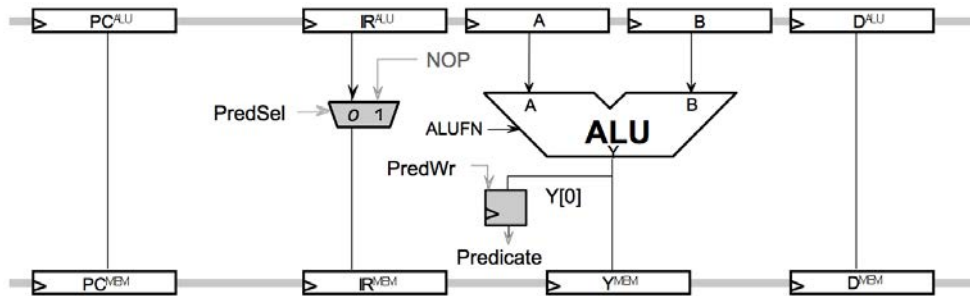 PC^ALU IR^ALU A B D^ALU
NOP
PredSel 0 1 A B
ALUFN ALU
Y
PredWr
Y[0]
Predicate
PC^MEM IR^MEM Y^MEM D^MEM